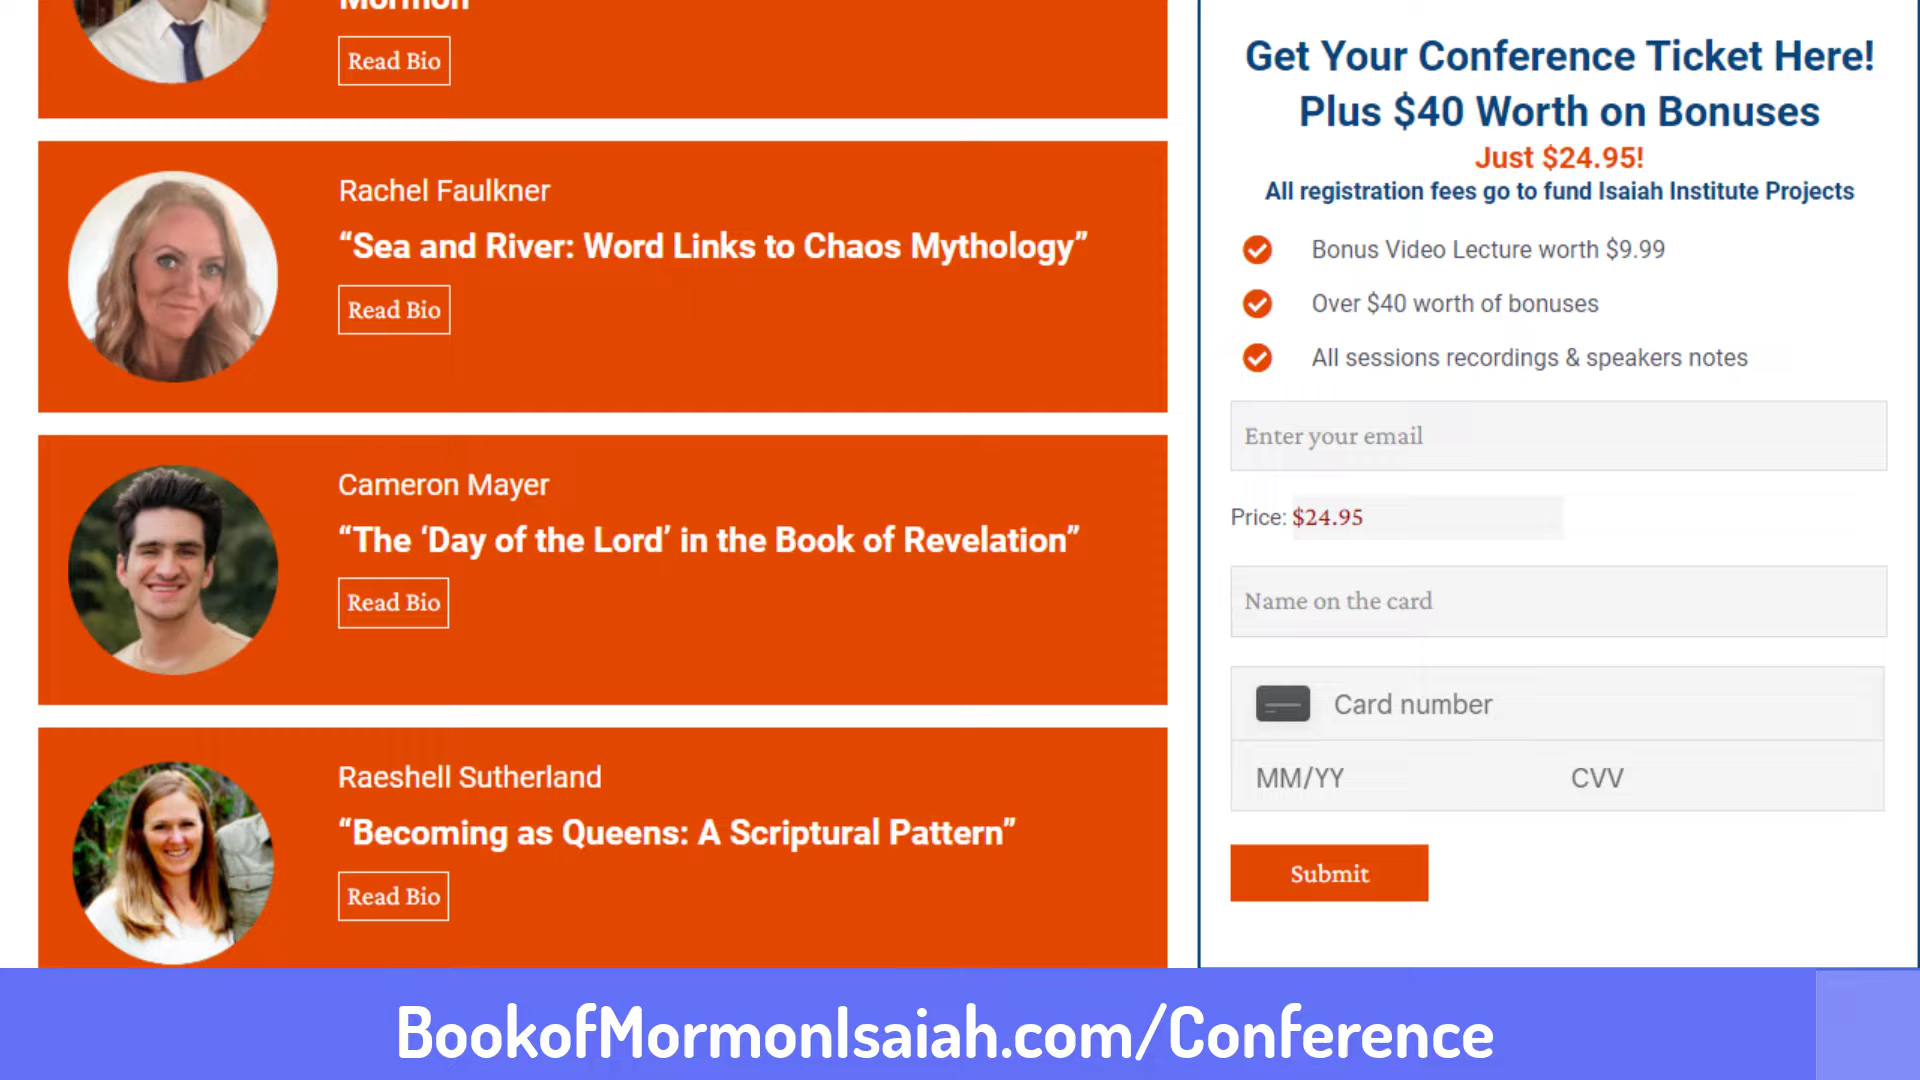 Mormon
Read Bio
Rachel Faulkner
“Sea and River: Word Links to Chaos Mythology”
Read Bio
Cameron Mayer
“The ‘Day of the Lord’ in the Book of Revelation”
Read Bio
Raeshell Sutherland
“Becoming as Queens: A Scriptural Pattern”
Read Bio
Get Your Conference Ticket Here!
Plus $40 Worth on Bonuses
Just $24.95!
All registration fees go to fund Isaiah Institute Projects
Bonus Video Lecture worth $9.99
Over $40 worth of bonuses
All sessions recordings & speakers notes
Enter your email
Price: $24.95
Name on the card
Card number
MM/YY CVV
Submit
BookofMormonIsaiah.com/Conference